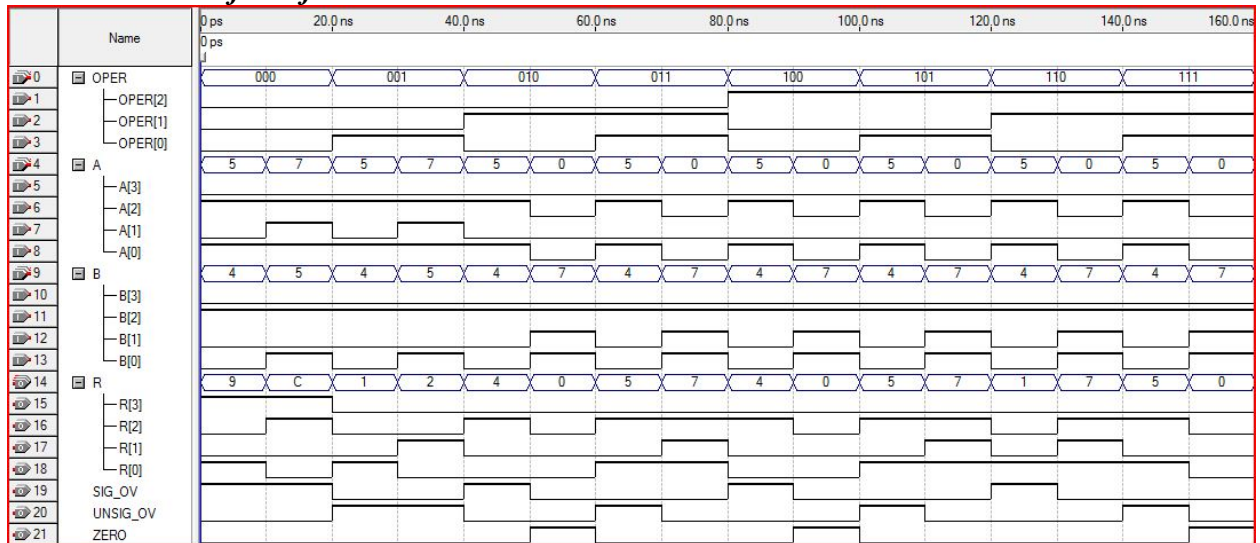 0 ps 20.0 ns 40.0 ns 60.0 ns 80.0 ns 100.0 ns 120.0 ns 140.0 ns 160.0 ns
Name
0 ps
0 OPER 000 001 010 011 100 101 110 111
1 OPER[2]
2 OPER[1]
3 OPER[0]
4 A 5 7 5 7 5 0 5 0 5 0 5 0 5 0 5 0
5 A[3]
6 A[2]
7 A[1]
8 A[0]
9 B 4 5 4 5 4 7 4 7 4 7 4 7 4 7 4 7
10 B[3]
11 B[2]
12 B[1]
13 B[0]
14 R 9 C 1 2 4 0 5 7 4 0 5 7 1 7 5 0
15 R[3]
16 R[2]
17 R[1]
18 R[0]
19 SIG_OV
20 UNSIG_OV
21 ZERO